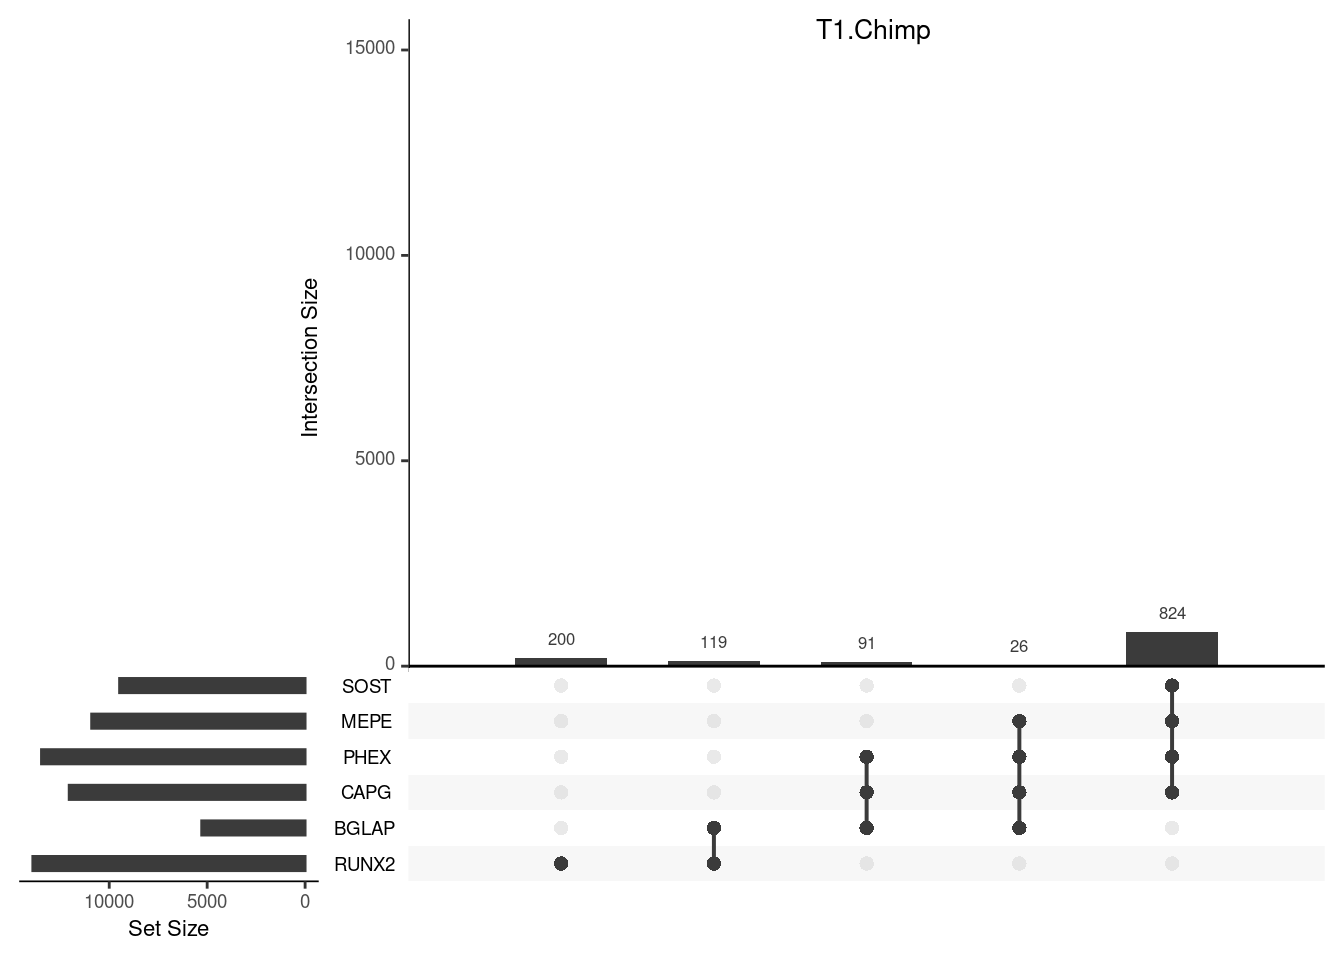 T1.Chimp
15000
10000
5000
0
Intersection Size
200
119
91
26
824
SOST
MEPE
PHEX
CAPG
BGLAP
RUNX2
10000 5000 0
Set Size